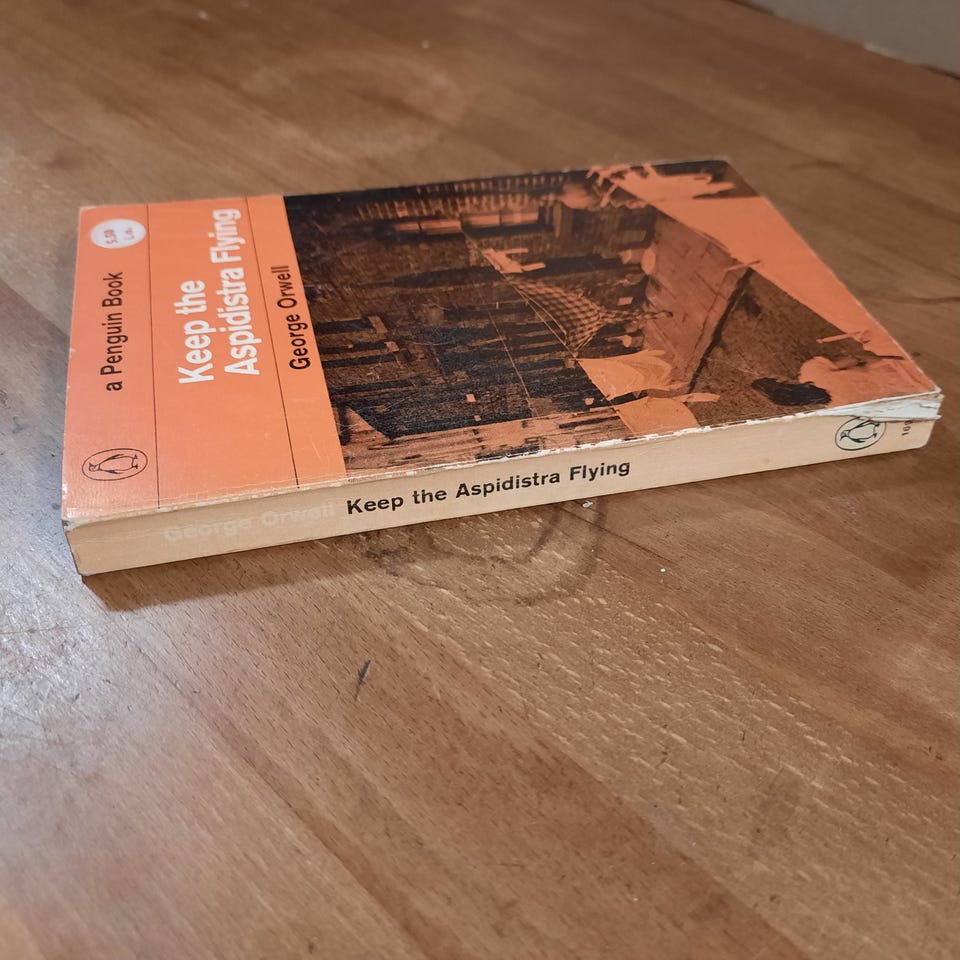 a Penguin Book
Keep the
Aspidistra Flying
George Orwell
George Orwell Keep the Aspidistra Flying